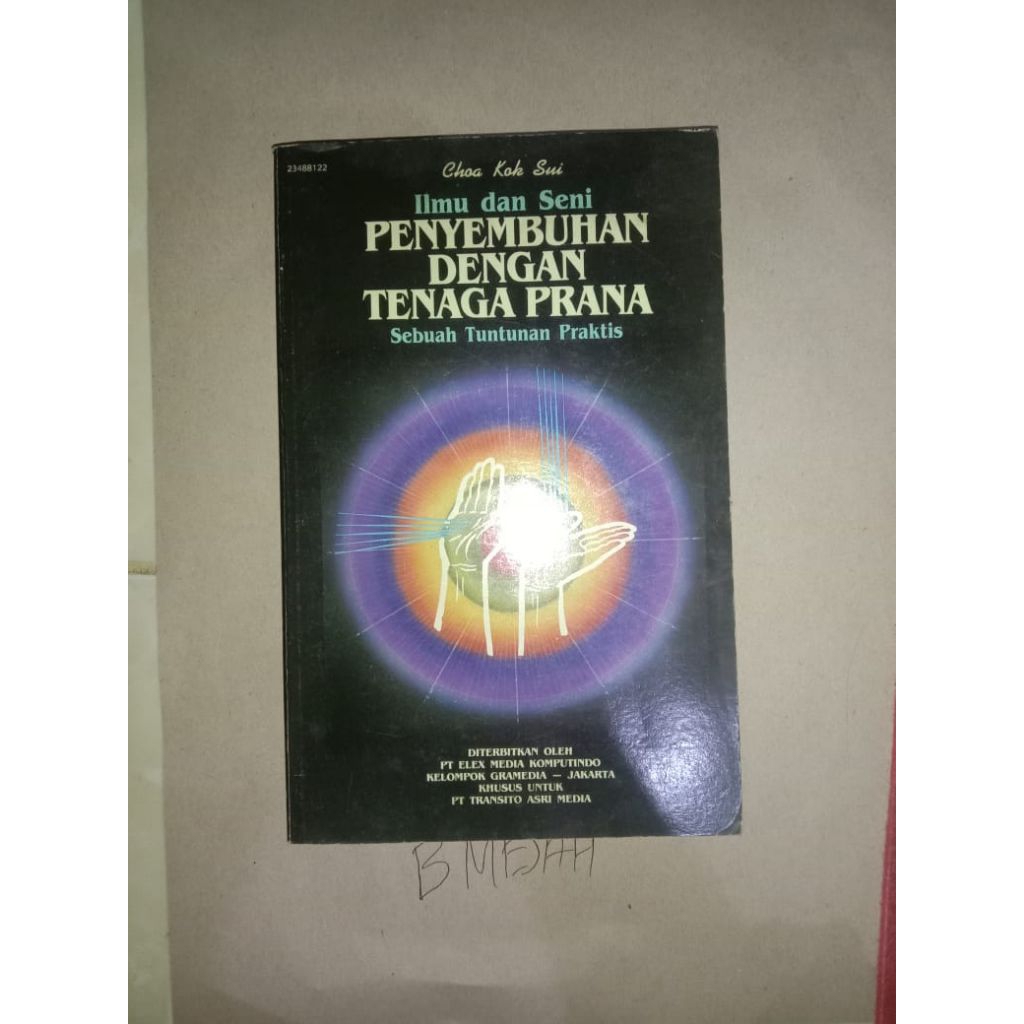 23488122
Choa Kok Sui
Ilmu dan Seni
PENYEMBUHAN
DENGAN
TENAGA PRANA
Sebuah Tuntunan Praktis
DITERBITKAN OLEH
PT ELEX MEDIA KOMPUTINDO
KELOMPOK GRAMEDIA — JAKARTA
KHUSUS UNTUK
PT TRANSITO ASRI MEDIA
B MEJAH